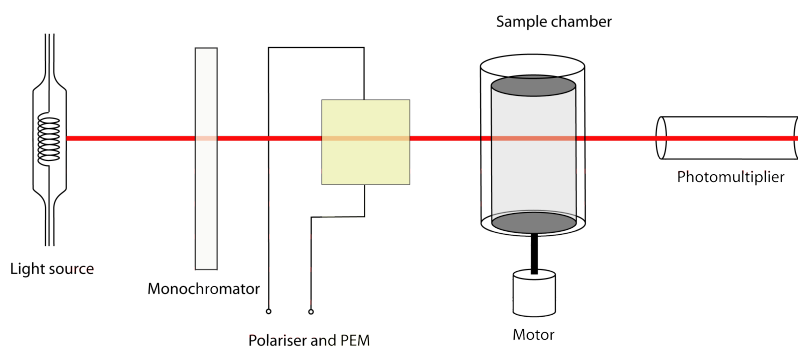 Sample chamber
Photomultiplier
Light source
Monochromator
Polariser and PEM
Motor